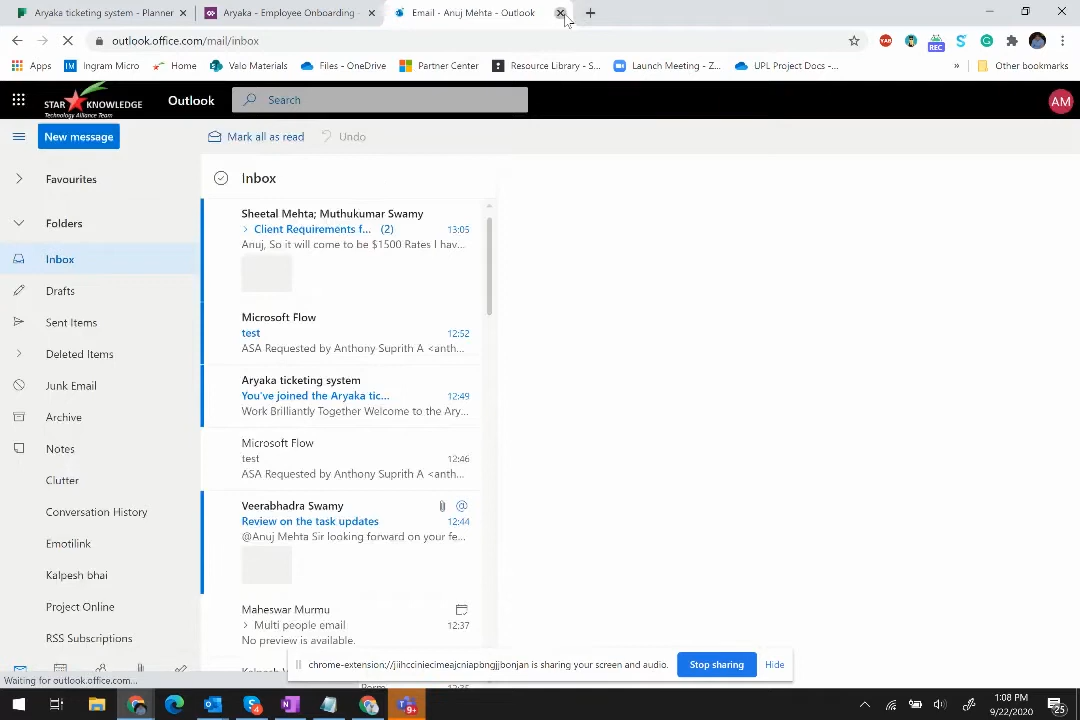 Aryaka ticketing system - Planner
Aryaka - Employee Onboarding -
Email - Anuj Mehta - Outlook
outlook.office.com/mail/inbox
YAB
REC
Apps
Ingram Micro
Home
Valo Materials
Files - OneDrive
Partner Center
Resource Library - S...
Launch Meeting - Z...
UPL Project Docs -...
»
Other bookmarks
STAR KNOWLEDGE
Technology Alliance Team
Outlook
Search
AM
New message
Mark all as read
Undo
Favourites
Folders
Inbox
Drafts
Sent Items
Deleted Items
Junk Email
Archive
Notes
Clutter
Conversation History
Emotilink
Kalpesh bhai
Project Online
RSS Subscriptions
Inbox
Sheetal Mehta; Muthukumar Swamy
Client Requirements f... (2) 13:05
Anuj, So it will come to be $1500 Rates I hav...
Microsoft Flow
test 12:52
ASA Requested by Anthony Suprith A <anth...
Aryaka ticketing system
You've joined the Aryaka tic... 12:49
Work Brilliantly Together Welcome to the Ary...
Microsoft Flow
test 12:46
ASA Requested by Anthony Suprith A <anth...
Veerabhadra Swamy
Review on the task updates 12:44
@Anuj Mehta Sir looking forward on your fe...
Maheswar Murmu
Multi people email 12:37
No preview is available.
chrome-extension://jiihcciniecimeajcniapbngjjbonjan is sharing your screen and audio.
Stop sharing
Hide
Waiting for outlook.office.com...
9+
1:08 PM
9/22/2020
25